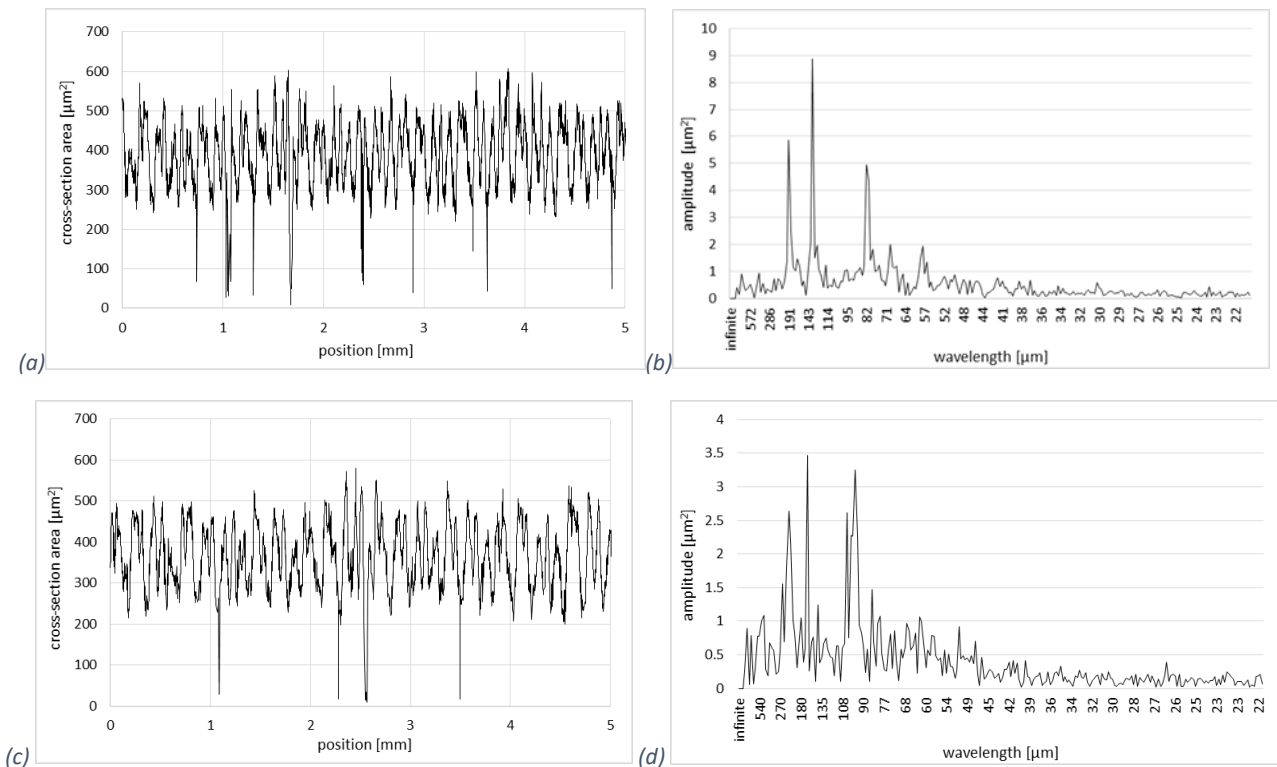 700
600
500
400
300
200
100
0
cross-section area [µm²]
0 1 2 3 4 5
position [mm]
(a)
10
9
8
7
6
5
4
3
2
1
0
amplitude [µm²]
infinite 572 286 191 143 114 95 82 71 64 57 52 48 44 41 38 36 34 32 30 29 27 26 25 24 23 22
wavelength [µm]
(b)
700
600
500
400
300
200
100
0
cross-section area [µm²]
0 1 2 3 4 5
position [mm]
(c)
4
3.5
3
2.5
2
1.5
1
0.5
0
amplitude [µm²]
infinite 540 270 180 135 108 90 77 68 60 54 49 45 42 39 36 34 32 30 28 27 26 25 23 22
wavelength [µm]
(d)